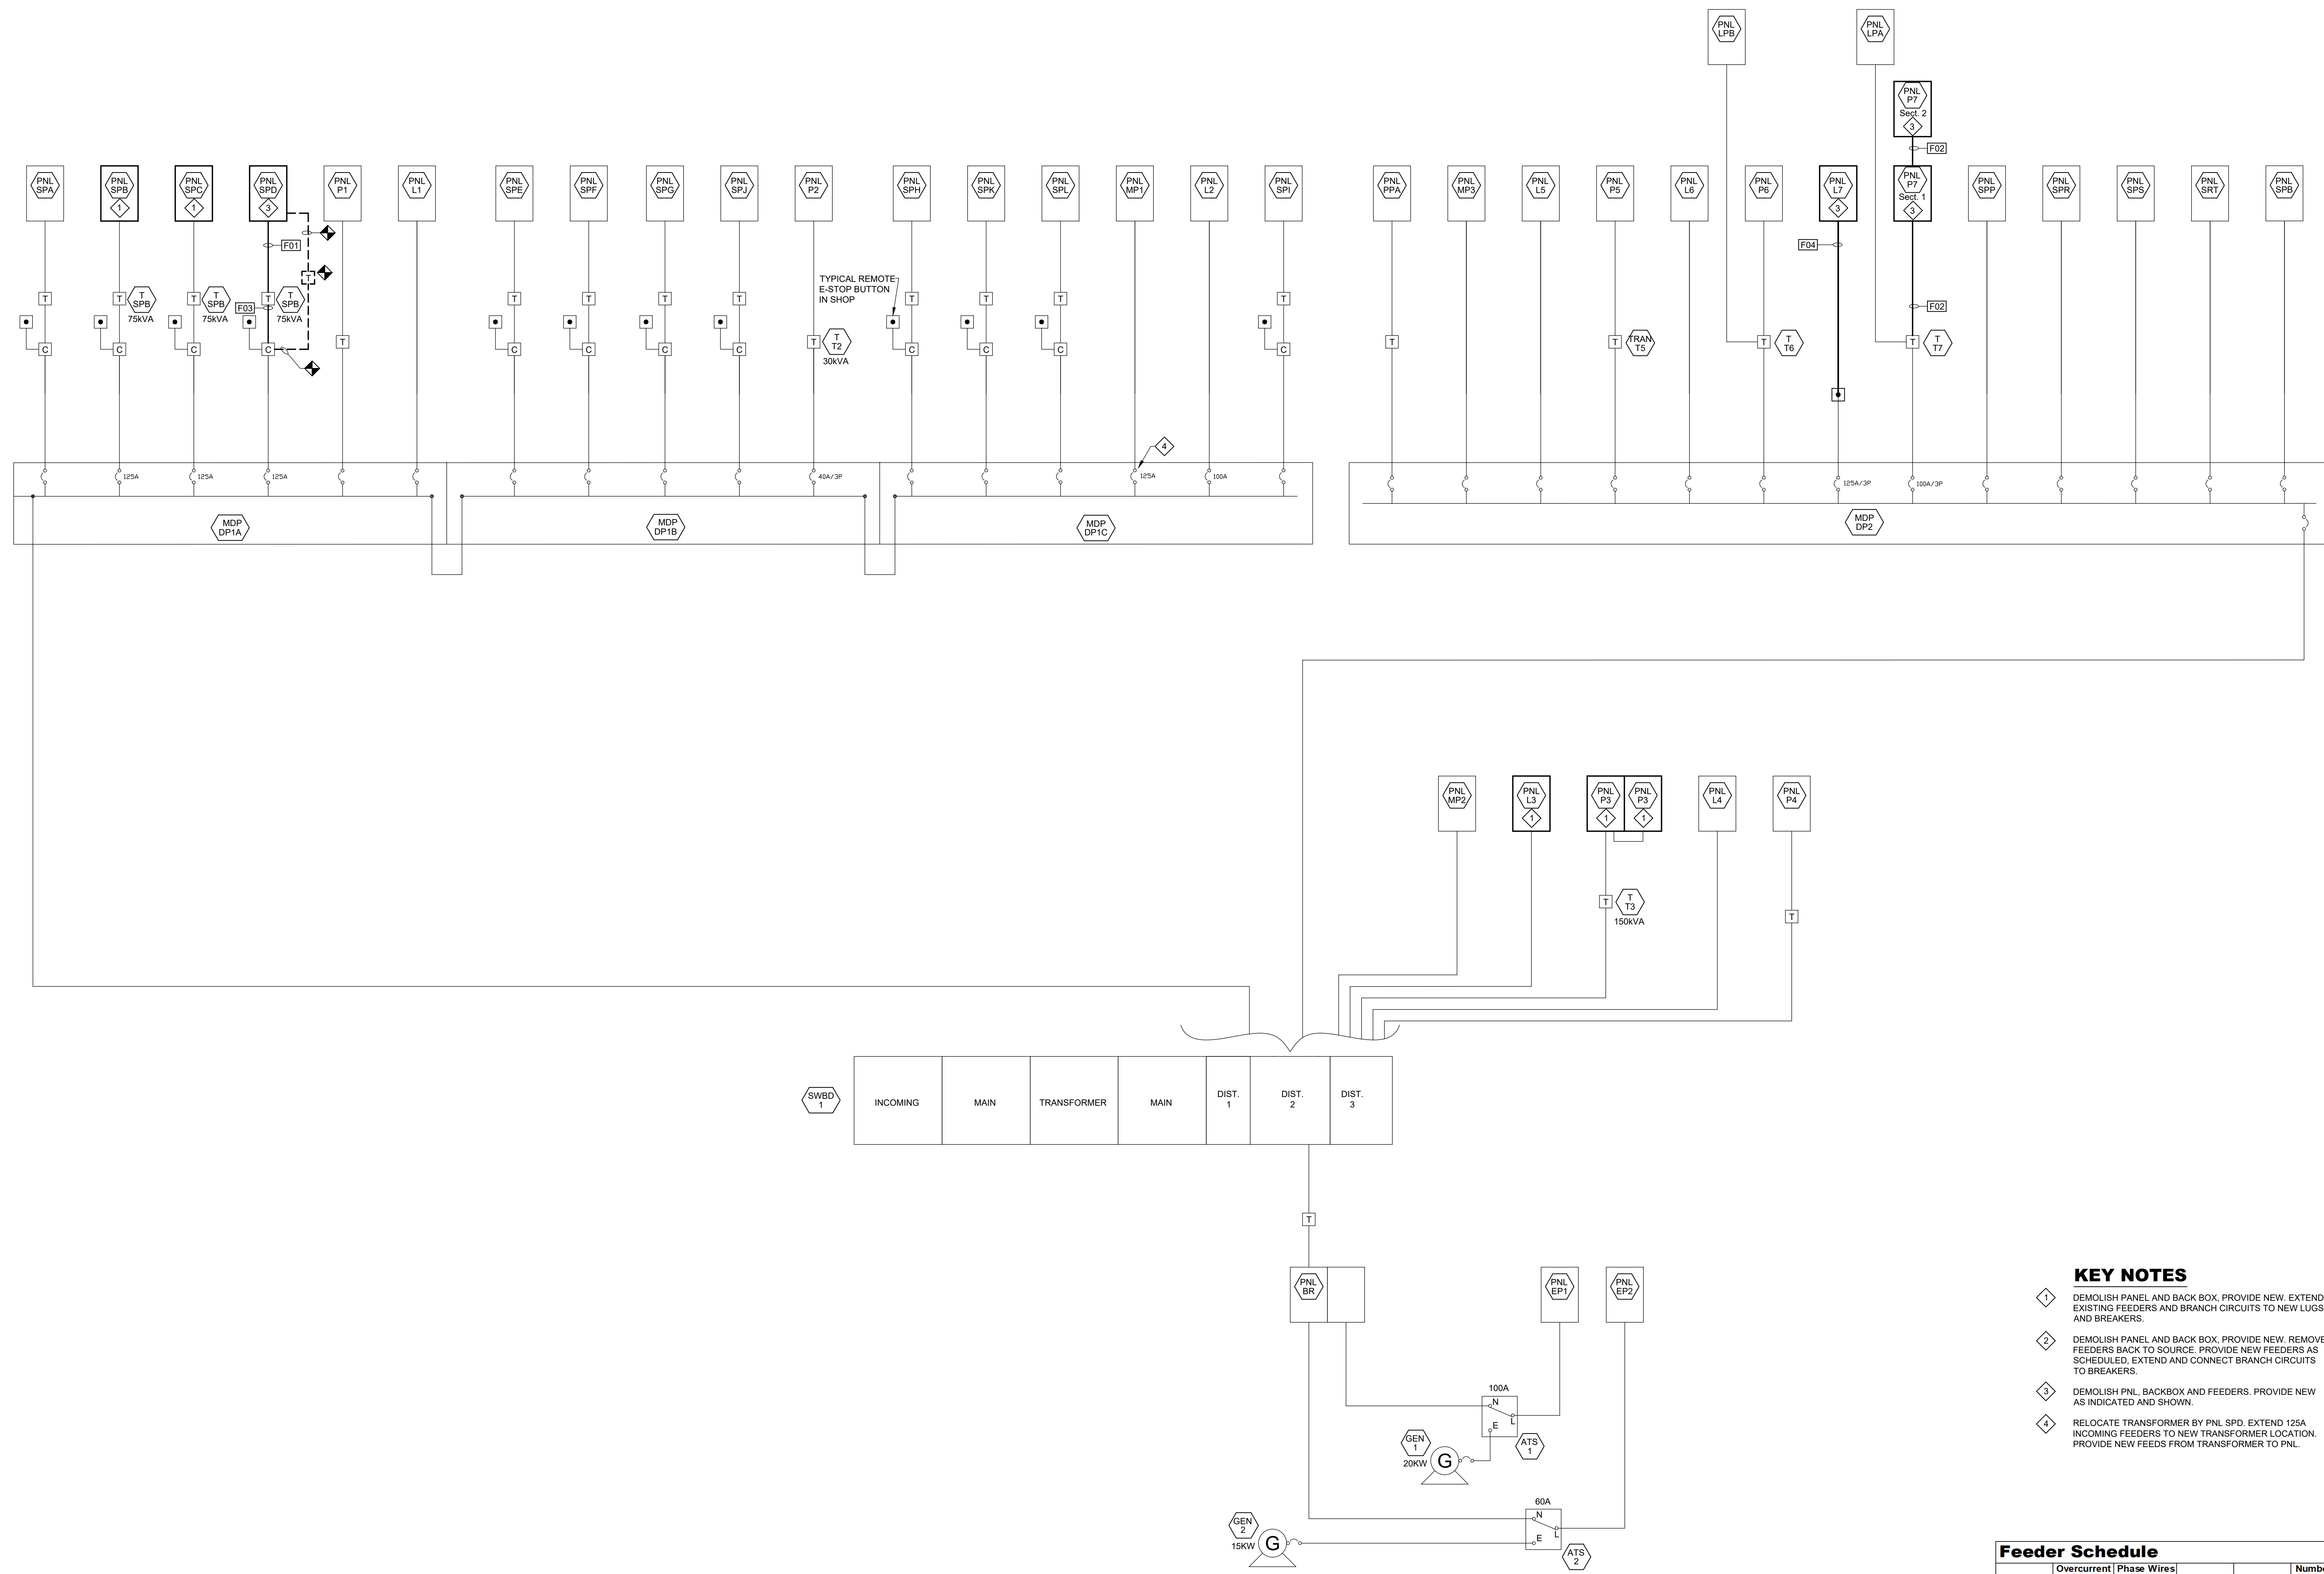 PNL
LPB
PNL
LPA
PNL
P7
Sect. 2
3
F02
PNL
SPA
PNL
SPB
1
PNL
SPC
1
PNL
SPD
3
PNL
P1
PNL
L1
PNL
SPE
PNL
SPF
PNL
SPG
PNL
SPJ
PNL
P2
PNL
SPH
PNL
SPK
PNL
SPL
PNL
MP1
PNL
L2
PNL
SPI
PNL
PPA
PNL
MP3
PNL
L5
PNL
P5
PNL
L6
PNL
P6
PNL
L7
3
PNL
P7
Sect. 1
3
PNL
SPP
PNL
SPR
PNL
SPS
PNL
SRT
PNL
SPB
F01
F04
T
TYPICAL REMOTE
E-STOP BUTTON
IN SHOP
T
T
T
SPB
75kVA
T
T
SPB
75kVA
F03
T
T
SPB
75kVA
T
T
T
T
T
T
T
T
F02
C
C
C
C
T
C
C
C
C
T
T
T2
30kVA
C
C
C
C
T
T
TRAN
T5
T
T
T6
T
T
T7
4
125A
125A
125A
40A/3P
125A
100A
125A/3P
100A/3P
MDP
DP1A
MDP
DP1B
MDP
DP1C
MDP
DP2
PNL
MP2
PNL
L3
1
PNL
P3
1
PNL
P3
1
PNL
L4
PNL
P4
T
T
T3
150kVA
T
SWBD
1
INCOMING
MAIN
TRANSFORMER
MAIN
DIST.
1
DIST.
2
DIST.
3
T
PNL
BR
PNL
EP1
PNL
EP2
100A
N
L
E
ATS
1
GEN
1
20KW
G
60A
N
L
E
ATS
2
GEN
2
15KW
G
KEY NOTES
1
DEMOLISH PANEL AND BACK BOX, PROVIDE NEW. EXTEND
EXISTING FEEDERS AND BRANCH CIRCUITS TO NEW LUGS
AND BREAKERS.
2
DEMOLISH PANEL AND BACK BOX, PROVIDE NEW. REMOVE
FEEDERS BACK TO SOURCE. PROVIDE NEW FEEDERS AS
SCHEDULED, EXTEND AND CONNECT BRANCH CIRCUITS
TO BREAKERS.
3
DEMOLISH PNL, BACKBOX AND FEEDERS. PROVIDE NEW
AS INDICATED AND SHOWN.
4
RELOCATE TRANSFORMER BY PNL SPD. EXTEND 125A
INCOMING FEEDERS TO NEW TRANSFORMER LOCATION.
PROVIDE NEW FEEDS FROM TRANSFORMER TO PNL.
Feeder Schedule
Overcurrent Phase Wires